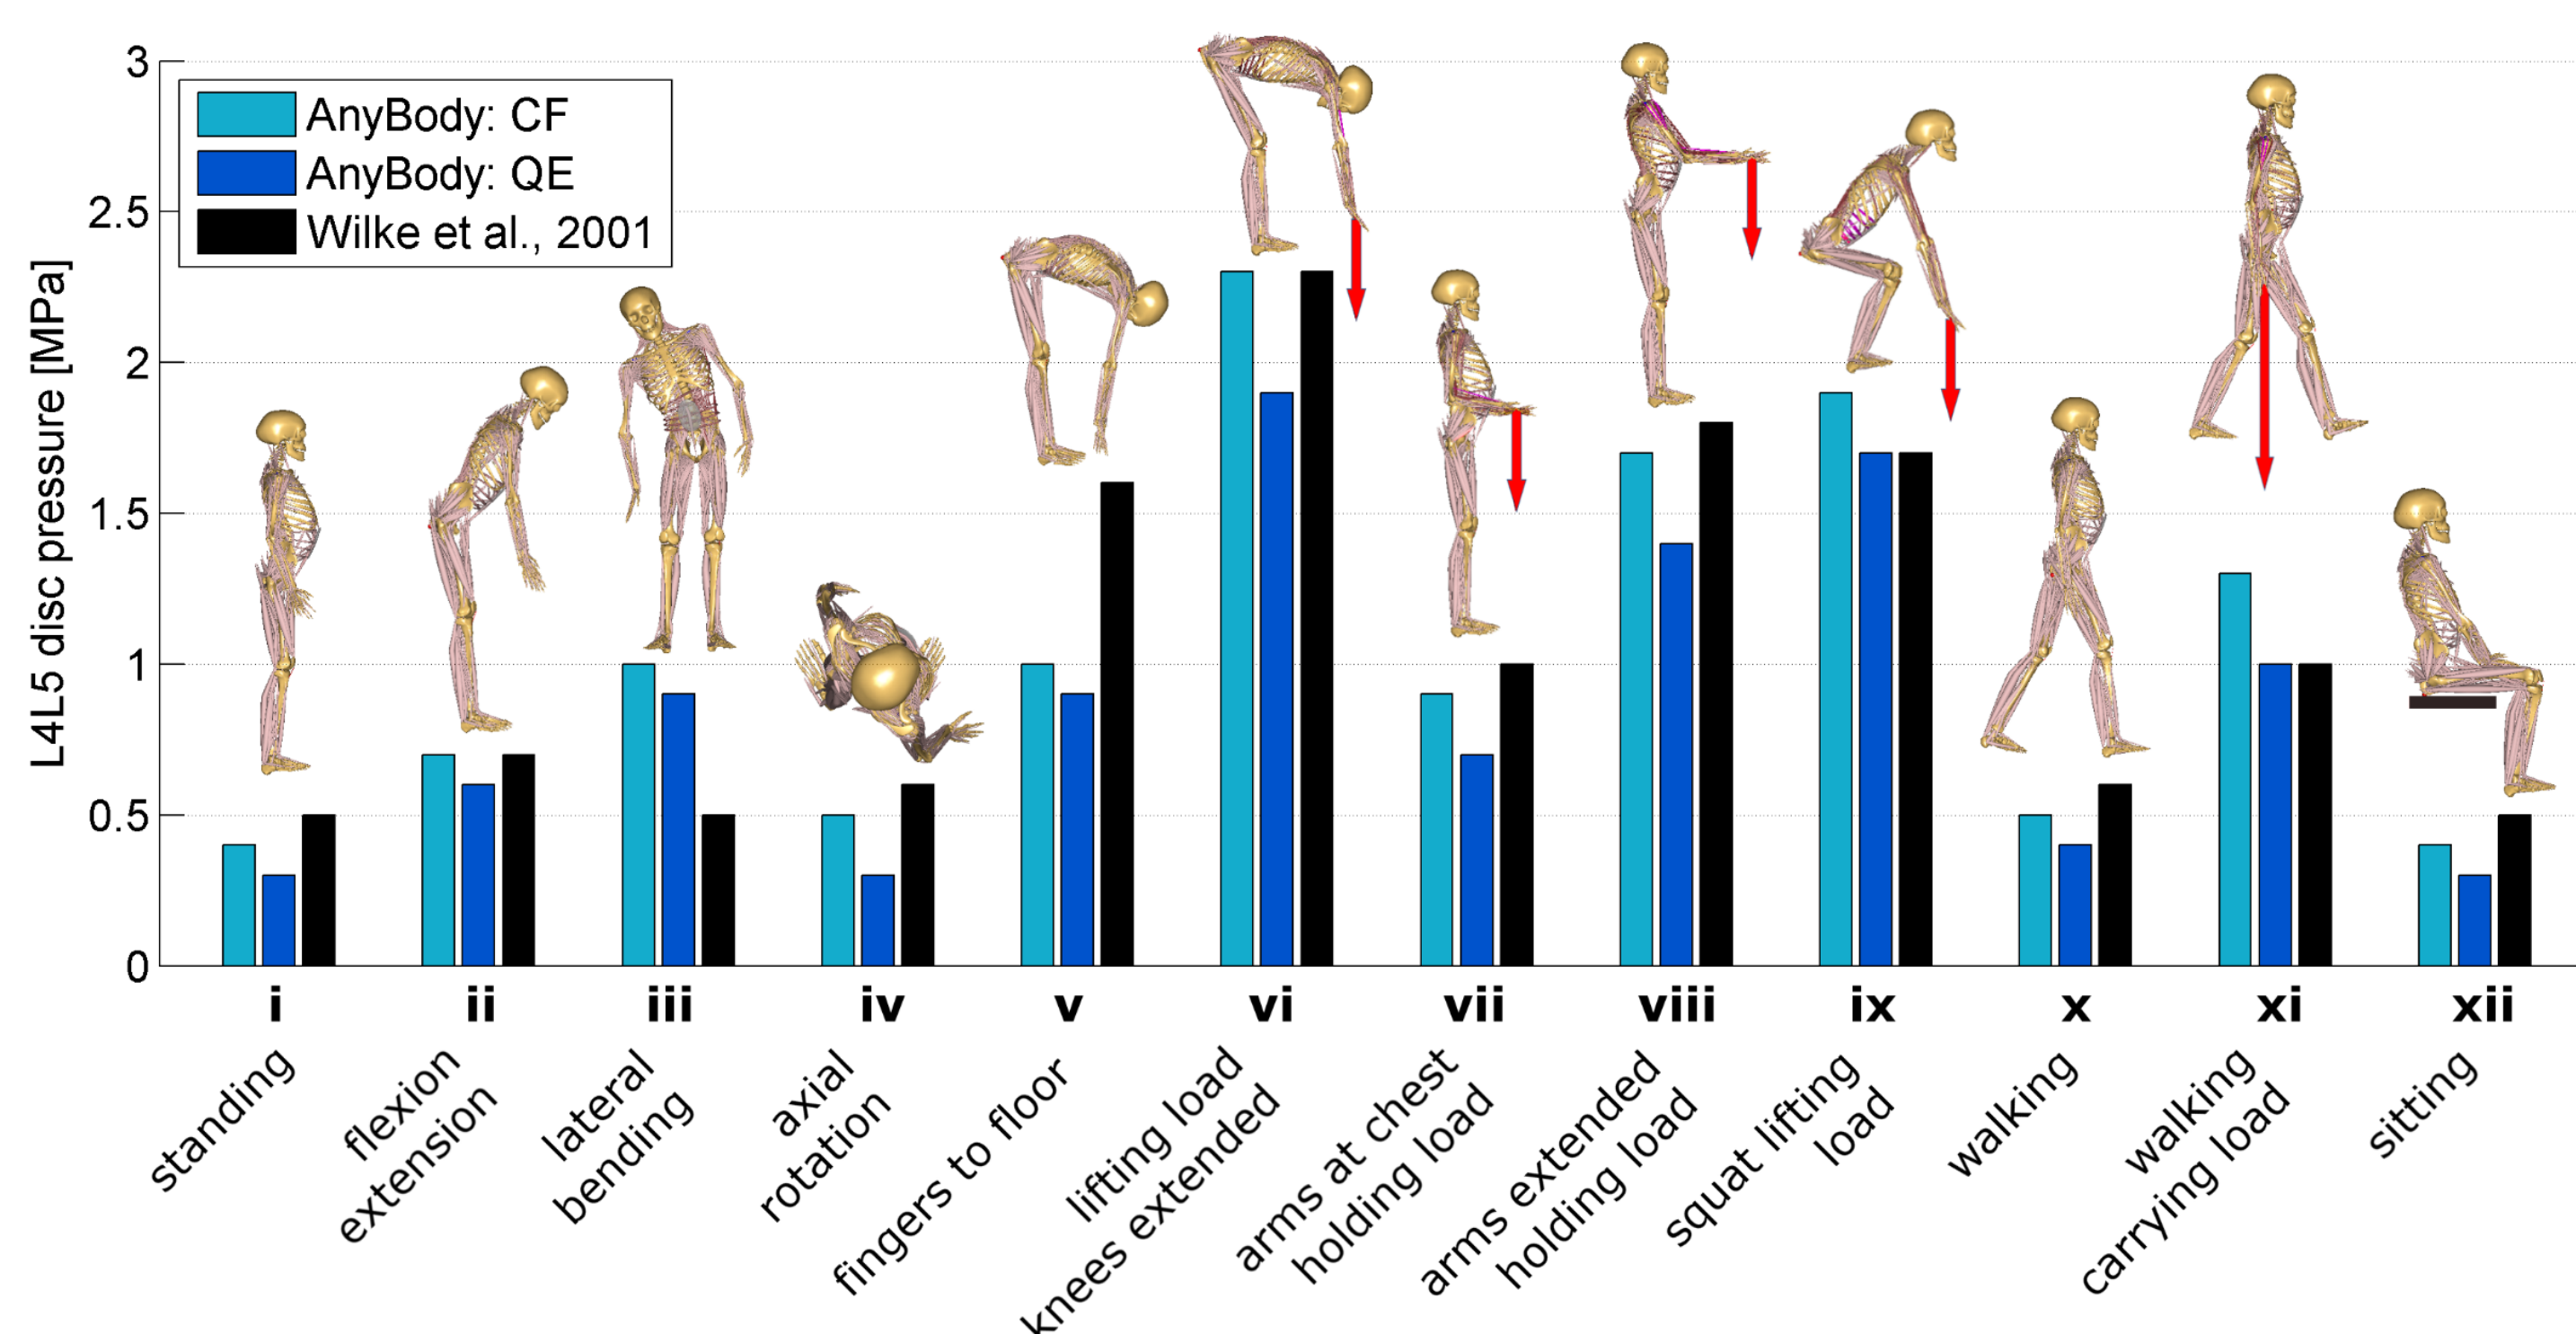 3
2.5
2
1.5
1
0.5
0
L4L5 disc pressure [MPa]
AnyBody: CF
AnyBody: QE
Wilke et al., 2001
i
ii
iii
iv
v
vi
vii
viii
ix
x
xi
xii
standing
flexion
extension
lateral
bending
axial
rotation
fingers to floor
lifting load
knees extended
arms at chest
holding load
arms extended
holding load
squat lifting
load
walking
walking
carrying load
sitting